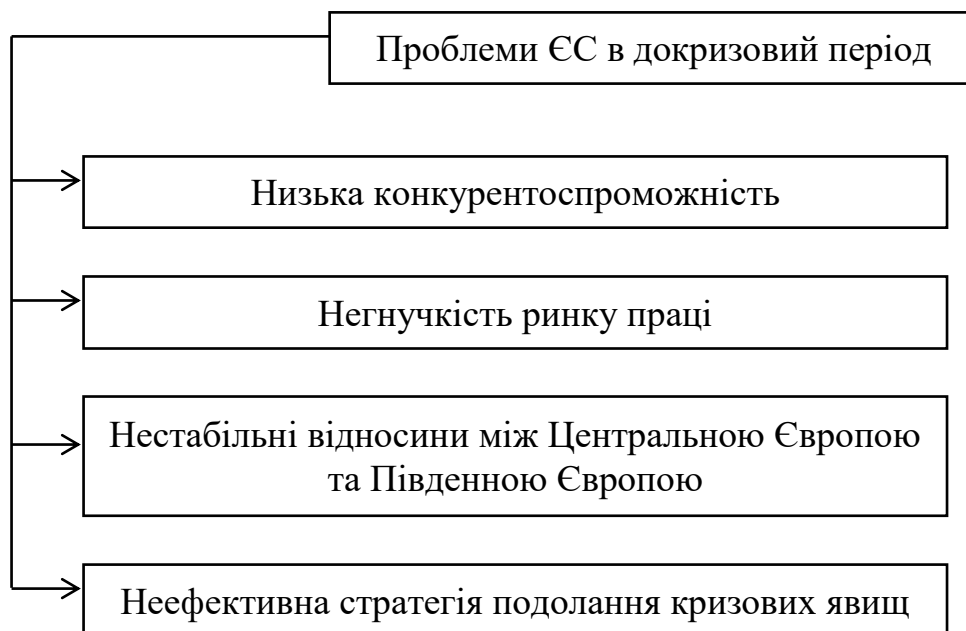 Проблеми ЄС в докризовий період
Низька конкурентоспроможність
Негнучкість ринку праці
Нестабільні відносини між Центральною Європою
та Південною Європою
Неефективна стратегія подолання кризових явищ